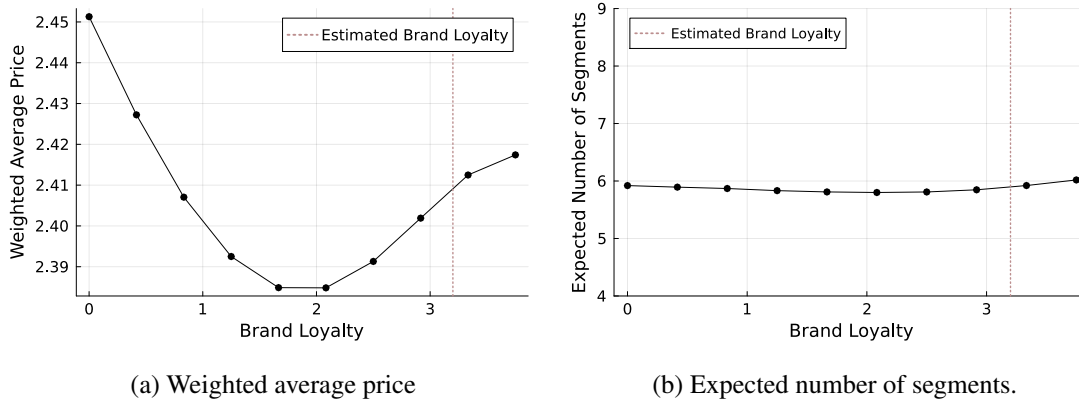 Weighted Average Price
2.45
2.44
2.43
2.42
2.41
2.40
2.39
Estimated Brand Loyalty
0
1
2
3
Brand Loyalty
(a) Weighted average price
Expected Number of Segments
9
8
7
6
5
4
Estimated Brand Loyalty
0
1
2
3
Brand Loyalty
(b) Expected number of segments.